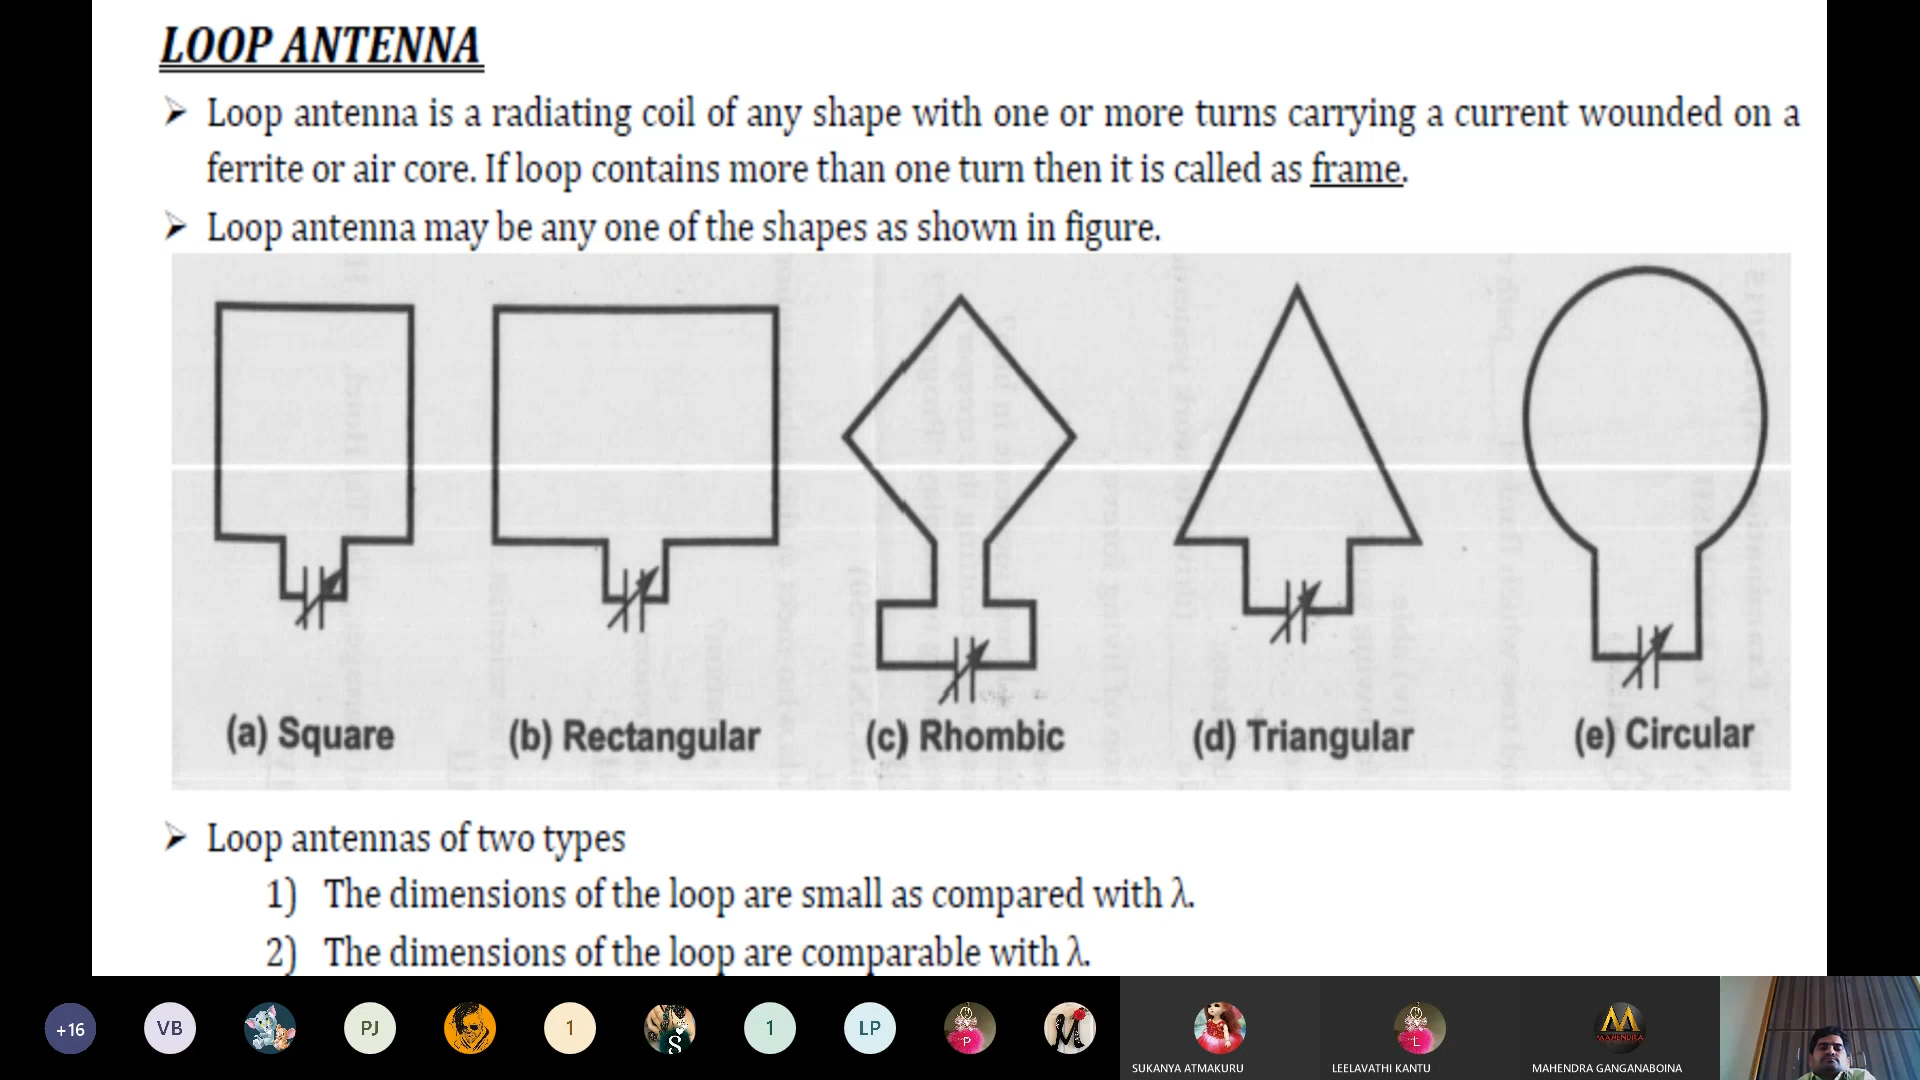 LOOP ANTENNA
➢ Loop antenna is a radiating coil of any shape with one or more turns carrying a current wounded on a
ferrite or air core. If loop contains more than one turn then it is called as frame.
➢ Loop antenna may be any one of the shapes as shown in figure.
(a) Square
(b) Rectangular
(c) Rhombic
(d) Triangular
(e) Circular
➢ Loop antennas of two types
1) The dimensions of the loop are small as compared with λ.
2) The dimensions of the loop are comparable with λ.
+16
VB
PJ
1
S
1
LP
P
M
L
MAHENDRA
SUKANYA ATMAKURU
LEELAVATHI KANTU
MAHENDRA GANGANABOINA